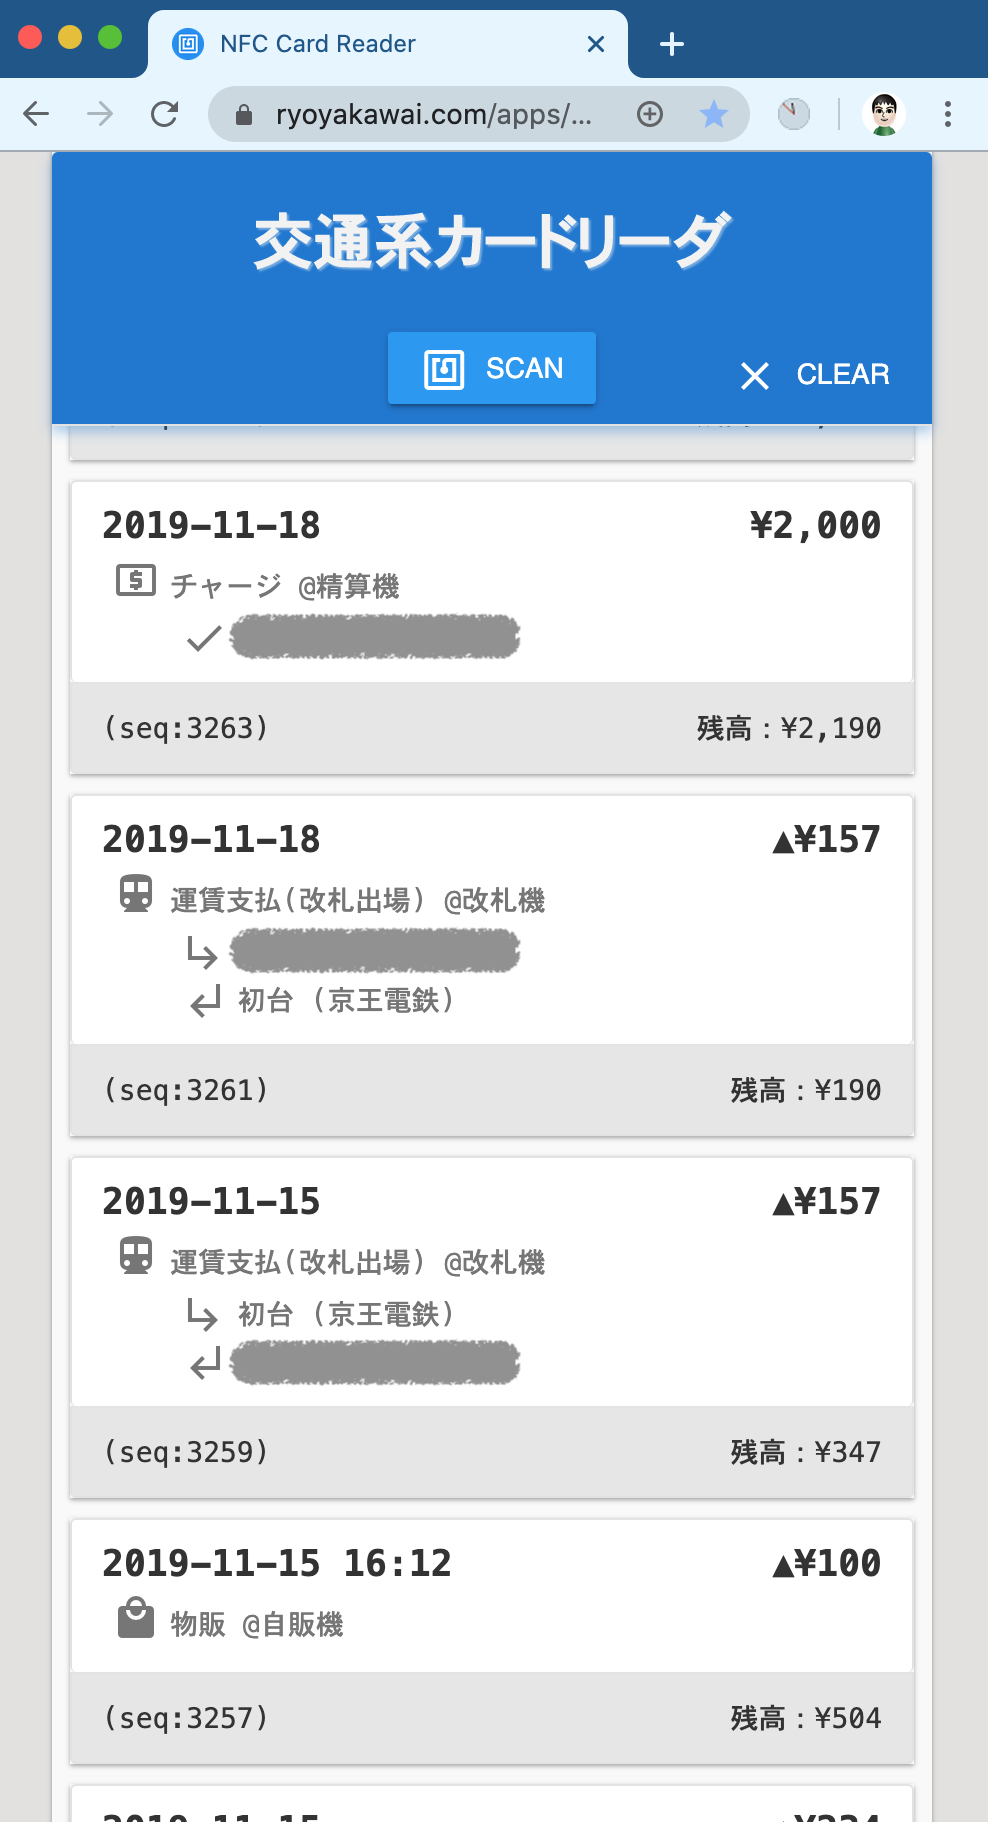 NFC Card Reader
ryoyakawai.com/apps/...
交通系カードリーダ
SCAN
CLEAR
2019-11-18 ¥2,000
チャージ @精算機
(seq:3263) 残高:¥2,190
2019-11-18 ▲¥157
運賃支払(改札出場) @改札機
初台 (京王電鉄)
(seq:3261) 残高:¥190
2019-11-15 ▲¥157
運賃支払(改札出場) @改札機
初台 (京王電鉄)
(seq:3259) 残高:¥347
2019-11-15 16:12 ▲¥100
物販 @自販機
(seq:3257) 残高:¥504
2019-11-15